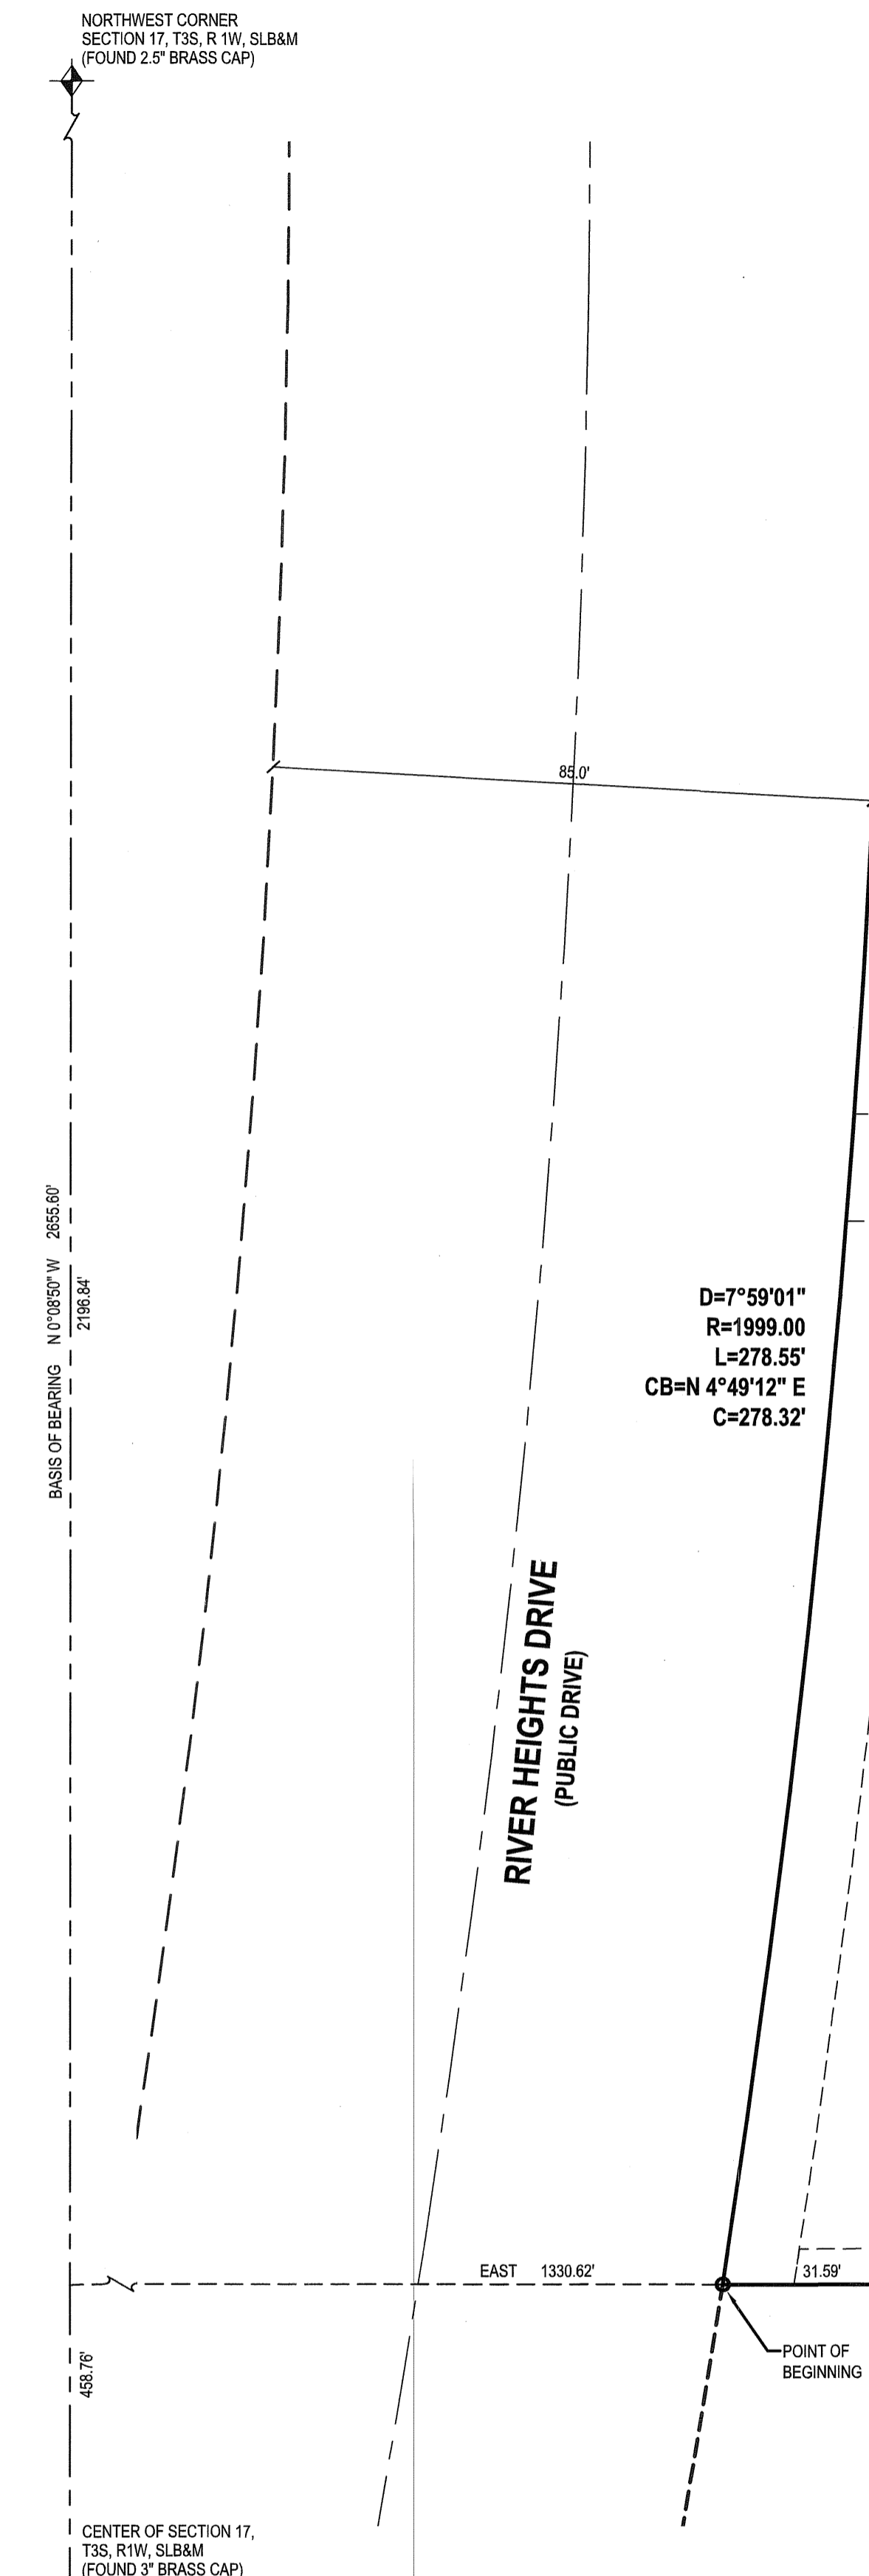 NORTHWEST CORNER
SECTION 17, T3S, R 1W, SLB&M
(FOUND 2.5" BRASS CAP)
85.0'
BASIS OF BEARING N 0°08'50" W 2655.60'
2196.84'
D=7°59'01"
R=1999.00
L=278.55'
CB=N 4°49'12" E
C=278.32'
RIVER HEIGHTS DRIVE
(PUBLIC DRIVE)
EAST 1330.62'
31.59'
POINT OF
BEGINNING
458.76'
CENTER OF SECTION 17,
T3S, R1W, SLB&M
(FOUND 3" BRASS CAP)